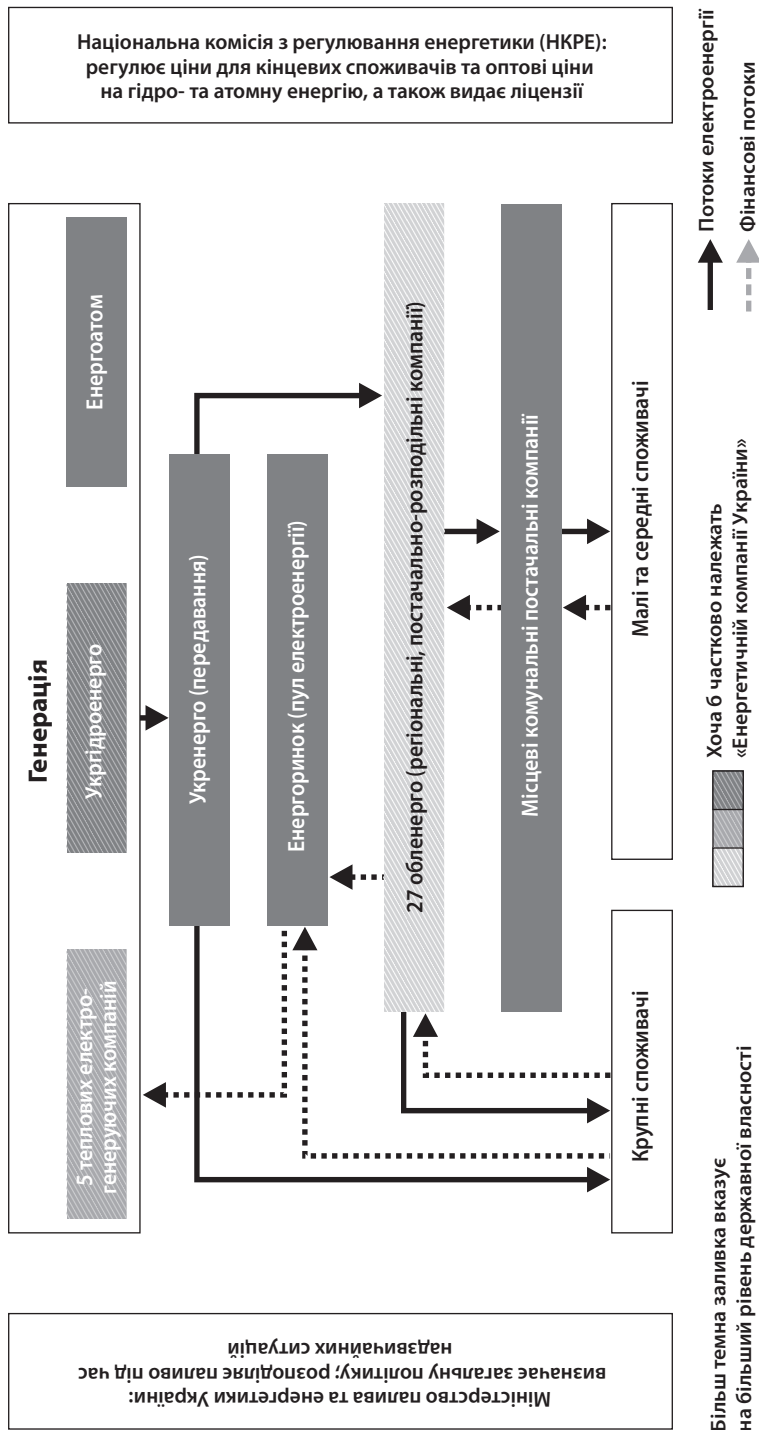 Національна комісія з регулювання енергетики (НКРЕ):
регулює ціни для кінцевих споживачів та оптові ціни
на гідро- та атомну енергію, а також видає ліцензії
Генерація
5 теплових електро-
генеруючих компаній
Укргідроенерго
Енергоатом
Укренерго (передавання)
Енергоринок (пул електроенергії)
27 обленерго (регіональні, постачально-розподільні компанії)
Місцеві комунальні постачальні компанії
Крупні споживачі
Малі та середні споживачі
Міністерство палива та енергетики України:
визначає загальну політику; розподіляє паливо під час
надзвичайних ситуацій
Більш темна заливка вказує
на більший рівень державної власності
Хоча б частково належать
«Енергетичній компанії України»
Потоки електроенергії
Фінансові потоки